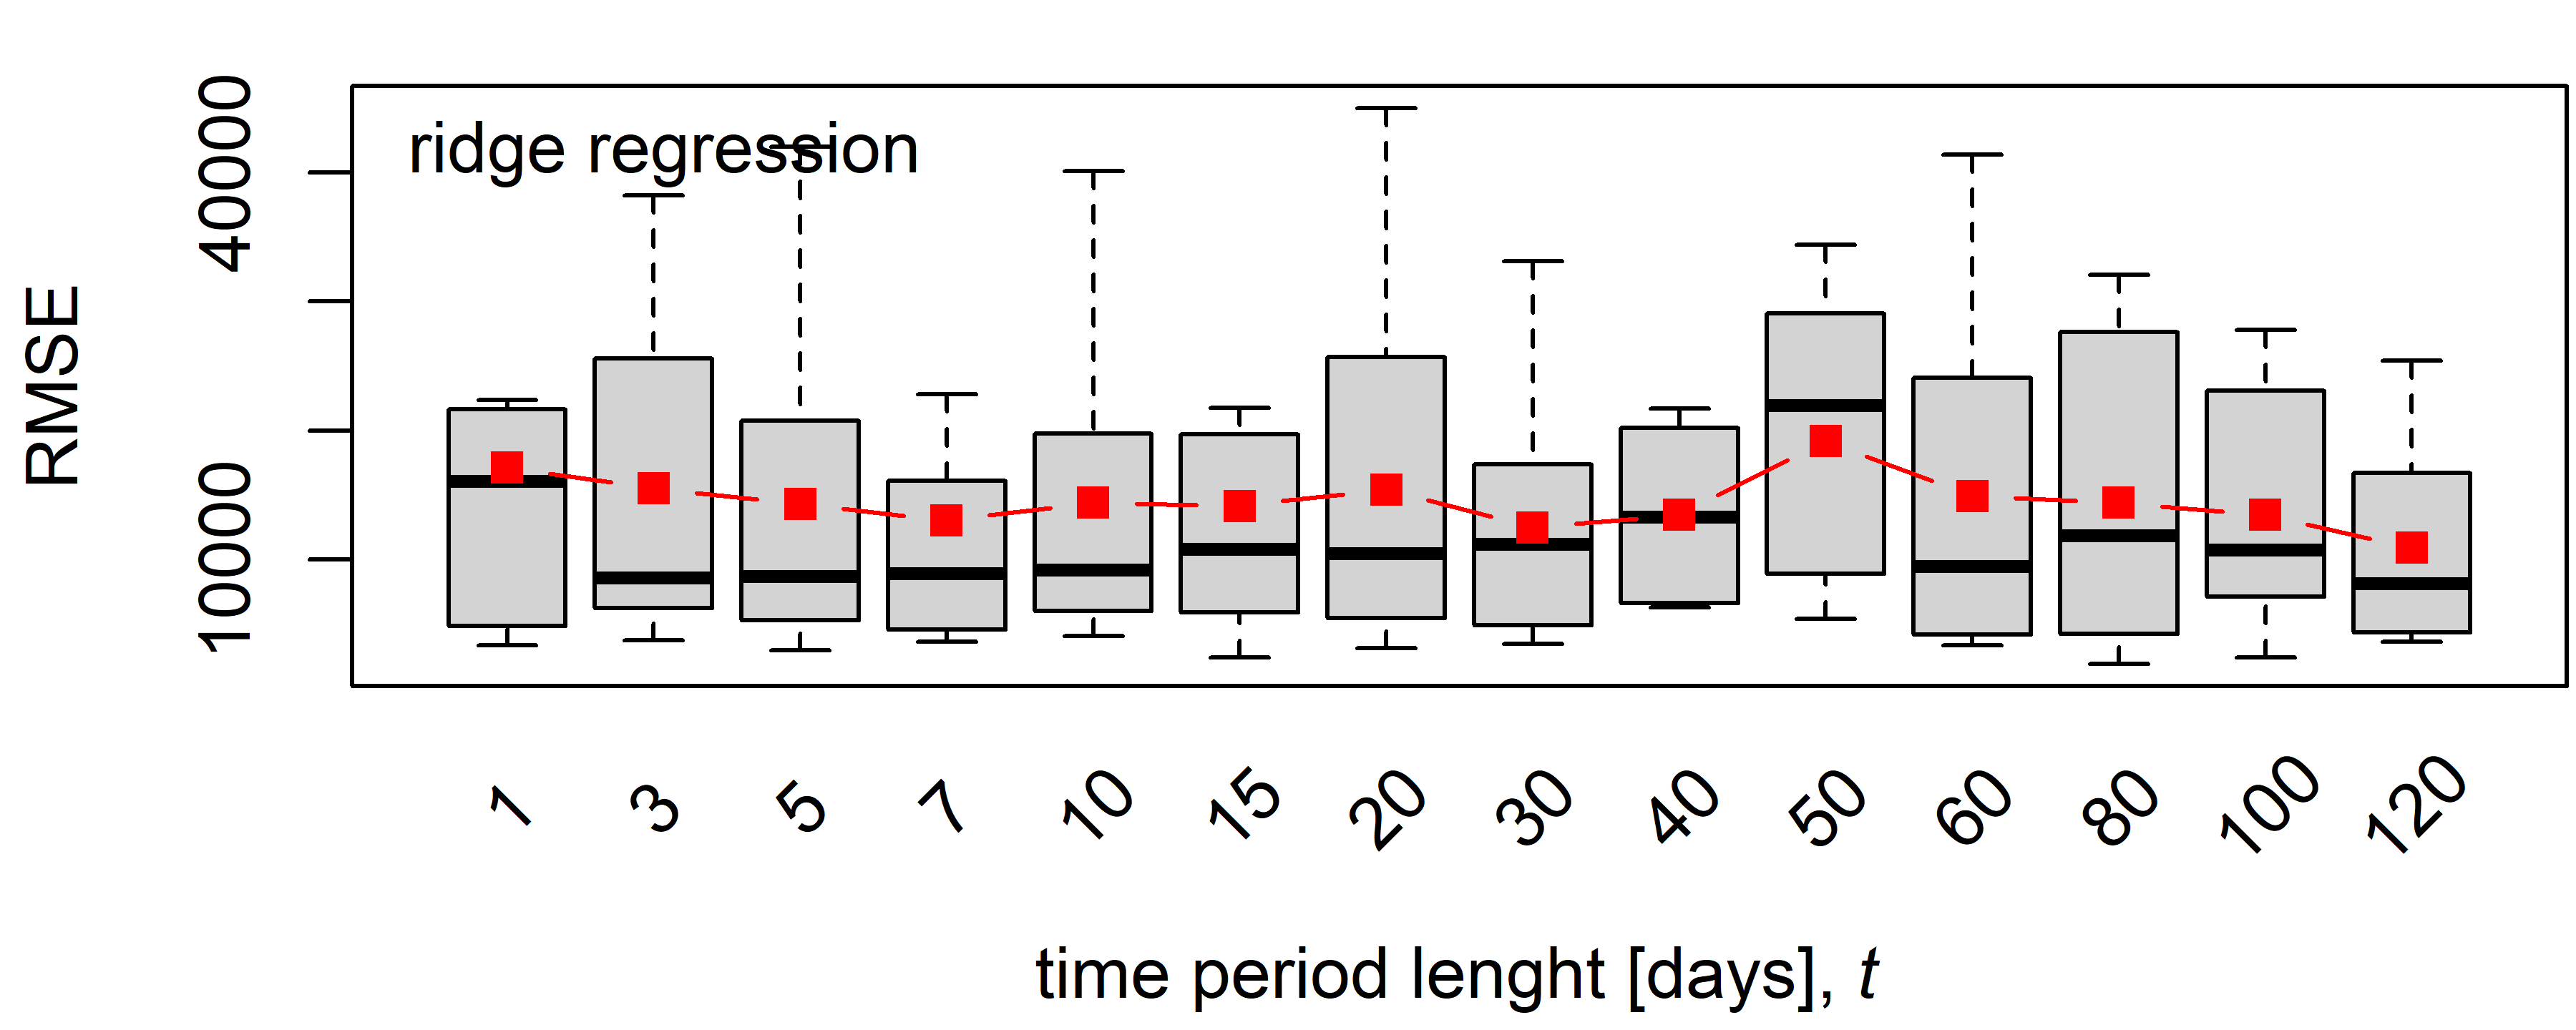 ridge regression
RMSE
40000
10000
1 3 5 7 10 15 20 30 40 50 60 80 100 120
time period lenght [days], t